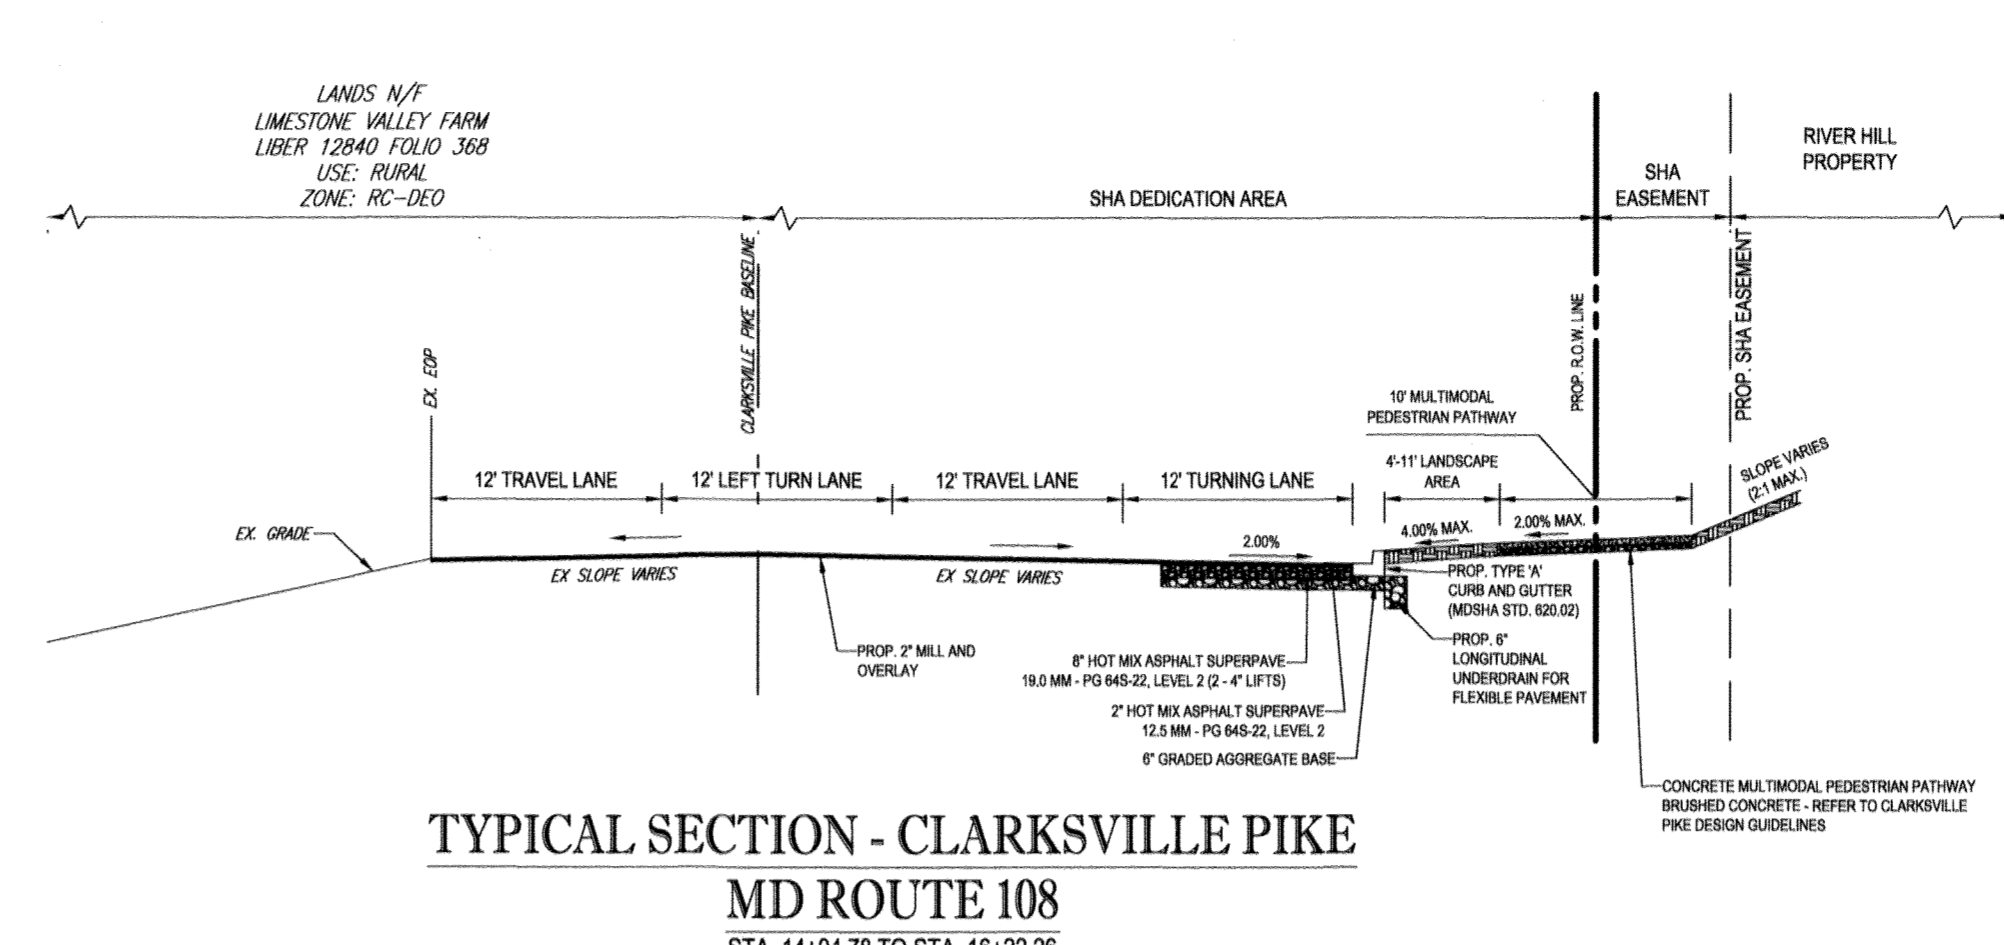 LANDS N/F
LIMESTONE VALLEY FARM
LIBER 12840 FOLIO 368
USE: RURAL
ZONE: RC-DEO
SHA DEDICATION AREA
SHA
EASEMENT
RIVER HILL
PROPERTY
EX. EOP
CLARKSVILLE PIKE BASELINE
PROP. R.O.W. LINE
PROP. SHA EASEMENT
10' MULTIMODAL
PEDESTRIAN PATHWAY
12' TRAVEL LANE
12' LEFT TURN LANE
12' TRAVEL LANE
12' TURNING LANE
4'-11' LANDSCAPE
AREA
SLOPE VARIES
(2:1 MAX.)
EX. GRADE
EX SLOPE VARIES
EX SLOPE VARIES
2.00%
4.00% MAX.
2.00% MAX.
PROP. TYPE 'A'
CURB AND GUTTER
(MDSHA STD. 620.02)
PROP. 2" MILL AND
OVERLAY
8" HOT MIX ASPHALT SUPERPAVE
19.0 MM - PG 64S-22, LEVEL 2 (2 - 4" LIFTS)
2" HOT MIX ASPHALT SUPERPAVE
12.5 MM - PG 64S-22, LEVEL 2
6" GRADED AGGREGATE BASE
PROP. 6"
LONGITUDINAL
UNDERDRAIN FOR
FLEXIBLE PAVEMENT
CONCRETE MULTIMODAL PEDESTRIAN PATHWAY
BRUSHED CONCRETE - REFER TO CLARKSVILLE
PIKE DESIGN GUIDELINES
TYPICAL SECTION - CLARKSVILLE PIKE
MD ROUTE 108
STA. TO STA.